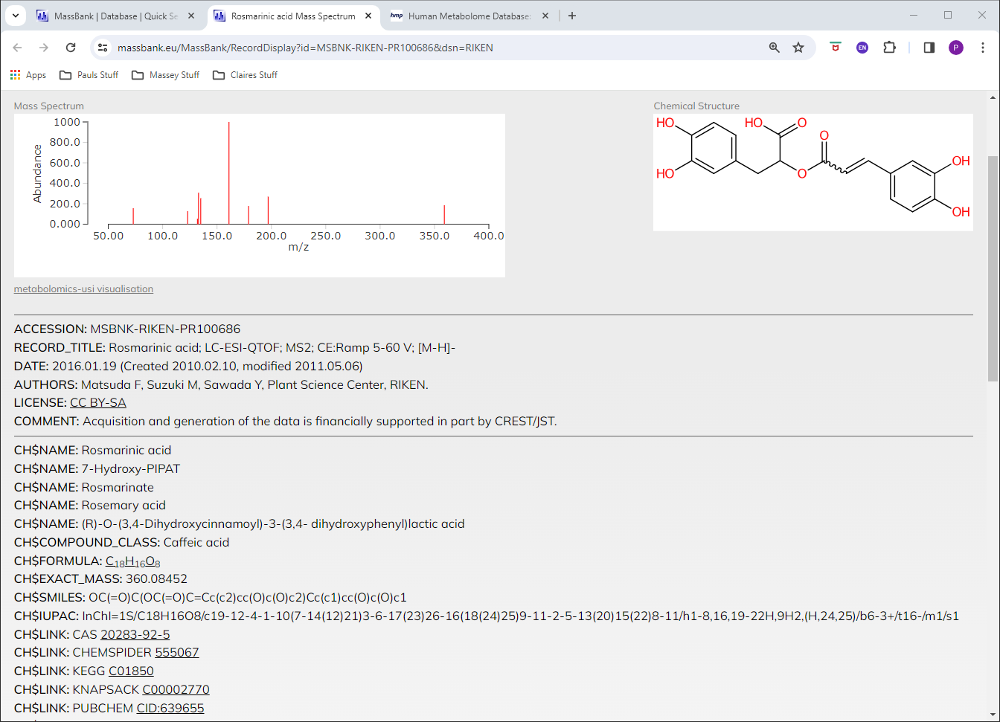 MassBank | Database | Quick Se
Rosmarinic acid Mass Spectrum
hmp Human Metabolome Database:
massbank.eu/MassBank/RecordDisplay?id=MSBNK-RIKEN-PR100686&dsn=RIKEN
EN
P
Apps Pauls Stuff Massey Stuff Claires Stuff
Mass Spectrum
Chemical Structure
1000
800.0
600.0
400.0
200.0
0.000
Abundance
50.00 100.0 150.0 200.0 250.0 300.0 350.0 400.0
m/z
HO HO O
O
HO O OH
OH
metabolomics-usi visualisation
ACCESSION: MSBNK-RIKEN-PR100686
RECORD_TITLE: Rosmarinic acid; LC-ESI-QTOF; MS2; CE:Ramp 5-60 V; [M-H]-
DATE: 2016.01.19 (Created 2010.02.10, modified 2011.05.06)
AUTHORS: Matsuda F, Suzuki M, Sawada Y, Plant Science Center, RIKEN.
LICENSE: CC BY-SA
COMMENT: Acquisition and generation of the data is financially supported in part by CREST/JST.
CH$NAME: Rosmarinic acid
CH$NAME: 7-Hydroxy-PIPAT
CH$NAME: Rosmarinate
CH$NAME: Rosemary acid
CH$NAME: (R)-O-(3,4-Dihydroxycinnamoyl)-3-(3,4- dihydroxyphenyl)lactic acid
CH$COMPOUND_CLASS: Caffeic acid
CH$FORMULA: C18H16O8
CH$EXACT_MASS: 360.08452
CH$SMILES: OC(=O)C(OC(=O)C=Cc(c2)cc(O)c(O)c2)Cc(c1)cc(O)c(O)c1
CH$IUPAC: InChI=1S/C18H16O8/c19-12-4-1-10(7-14(12)21)3-6-17(23)26-16(18(24)25)9-11-2-5-13(20)15(22)8-11/h1-8,16,19-22H,9H2,(H,24,25)/b6-3+/t16-/m1/s1
CH$LINK: CAS 20283-92-5
CH$LINK: CHEMSPIDER 555067
CH$LINK: KEGG C01850
CH$LINK: KNAPSACK C00002770
CH$LINK: PUBCHEM CID:639655